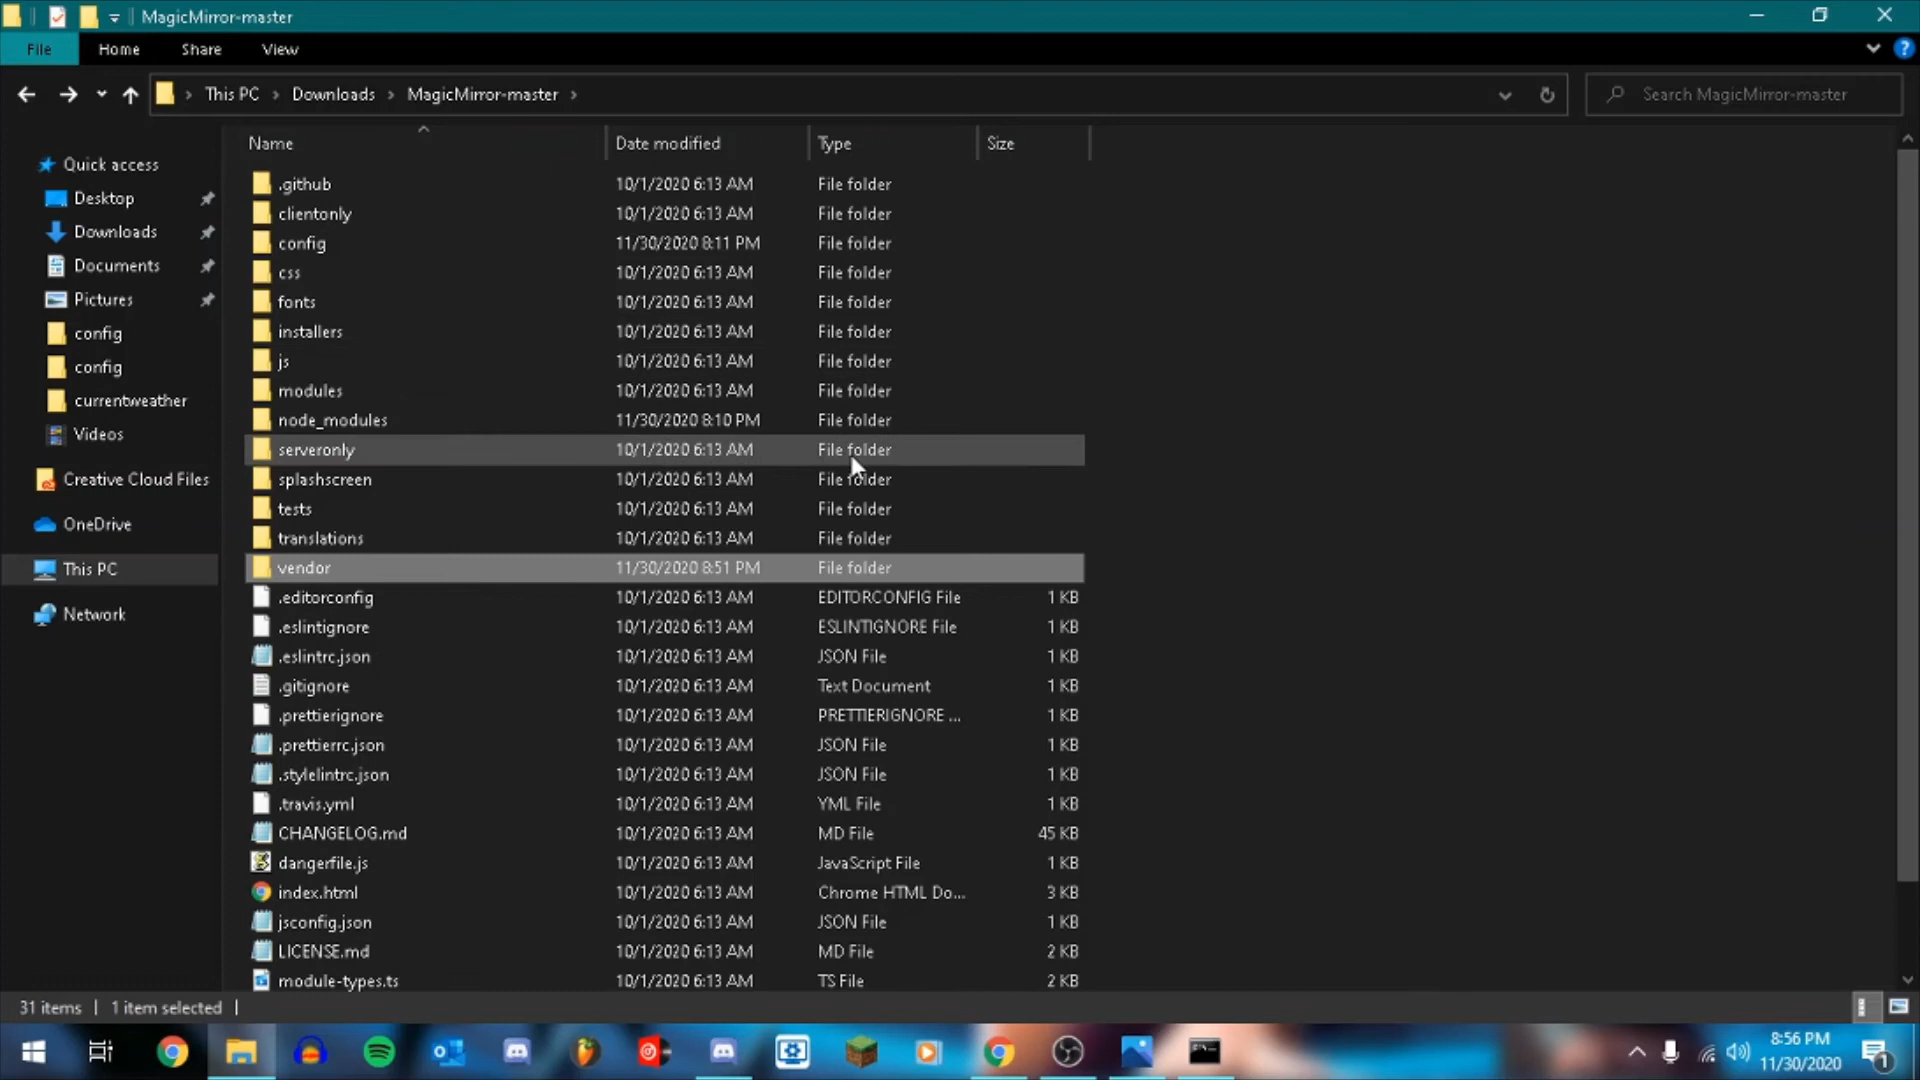 MagicMirror-master
File Home Share View
This PC Downloads MagicMirror-master Search MagicMirror-master
Name Date modified Type Size
Quick access
Desktop
Downloads
Documents
Pictures
config
config
currentweather
Videos
Creative Cloud Files
OneDrive
This PC
Network
.github 10/1/2020 6:13 AM File folder
clientonly 10/1/2020 6:13 AM File folder
config 11/30/2020 8:11 PM File folder
css 10/1/2020 6:13 AM File folder
fonts 10/1/2020 6:13 AM File folder
installers 10/1/2020 6:13 AM File folder
js 10/1/2020 6:13 AM File folder
modules 10/1/2020 6:13 AM File folder
node_modules 11/30/2020 8:10 PM File folder
serveronly 10/1/2020 6:13 AM File folder
splashscreen 10/1/2020 6:13 AM File folder
tests 10/1/2020 6:13 AM File folder
translations 10/1/2020 6:13 AM File folder
vendor 11/30/2020 8:51 PM File folder
.editorconfig 10/1/2020 6:13 AM EDITORCONFIG File 1 KB
.eslintignore 10/1/2020 6:13 AM ESLINTIGNORE File 1 KB
.eslintrc.json 10/1/2020 6:13 AM JSON File 1 KB
.gitignore 10/1/2020 6:13 AM Text Document 1 KB
.prettierignore 10/1/2020 6:13 AM PRETTIERIGNORE ... 1 KB
.prettierrc.json 10/1/2020 6:13 AM JSON File 1 KB
.stylelintrc.json 10/1/2020 6:13 AM JSON File 1 KB
.travis.yml 10/1/2020 6:13 AM YML File 1 KB
CHANGELOG.md 10/1/2020 6:13 AM MD File 45 KB
dangerfile.js 10/1/2020 6:13 AM JavaScript File 1 KB
index.html 10/1/2020 6:13 AM Chrome HTML Do... 3 KB
jsconfig.json 10/1/2020 6:13 AM JSON File 1 KB
LICENSE.md 10/1/2020 6:13 AM MD File 2 KB
module-types.ts 10/1/2020 6:13 AM TS File 2 KB
31 items 1 item selected
8:56 PM
11/30/2020
1